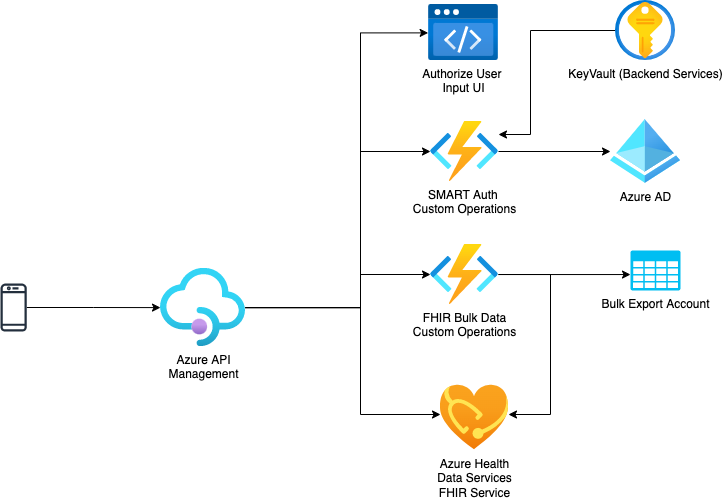 Authorize User
Input UI
KeyVault (Backend Services)
SMART Auth
Custom Operations
Azure AD
FHIR Bulk Data
Custom Operations
Bulk Export Account
Azure API
Management
Azure Health
Data Services
FHIR Service